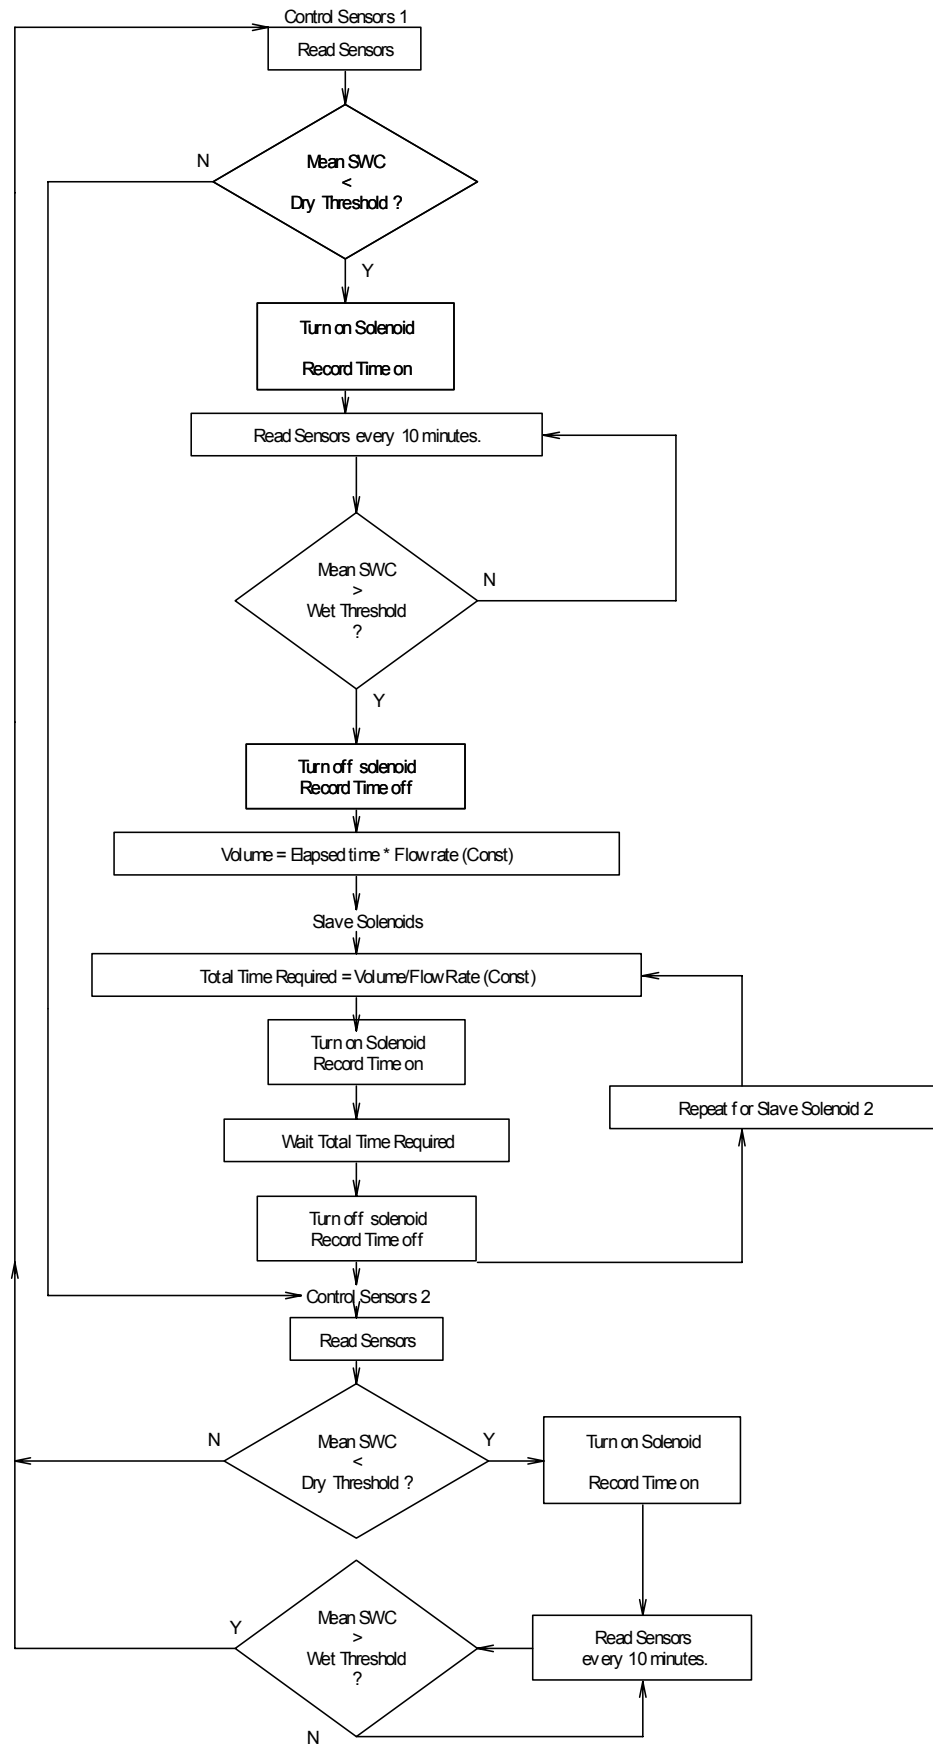 Control Sensors 1
Read Sensors
N
Mean SWC
<
Dry Threshold ?
Y
Turn on Solenoid
Record Time on
Read Sensors every 10 minutes.
Mean SWC
>
Wet Threshold
?
N
Y
Turn off solenoid
Record Time off
Volume = Elapsed time * Flowrate (Const)
Slave Solenoids
Total Time Required = Volume/Flow Rate (Const)
Turn on Solenoid
Record Time on
Repeat for Slave Solenoid 2
Wait Total Time Required
Turn off solenoid
Record Time off
Control Sensors 2
Read Sensors
N
Mean SWC
<
Dry Threshold ?
Y
Turn on Solenoid
Record Time on
Y
Mean SWC
>
Wet Threshold
?
Read Sensors
every 10 minutes.
N